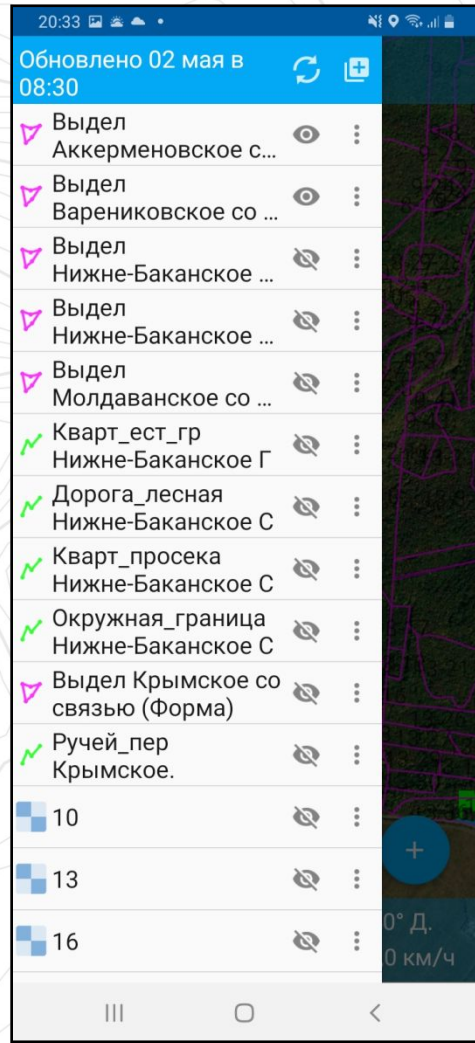 20:33
Обновлено 02 мая в
08:30
Выдел
Аккерменовское с...
Выдел
Варениковское со ...
Выдел
Нижне-Баканское ...
Выдел
Нижне-Баканское ...
Выдел
Молдаванское со ...
Кварт_ест_гр
Нижне-Баканское Г
Дорога_лесная
Нижне-Баканское С
Кварт_просека
Нижне-Баканское С
Окружная_граница
Нижне-Баканское С
Выдел Крымское со
связью (Форма)
Ручей_пер
Крымское.
10
13
16
0° Д.
0 км/ч